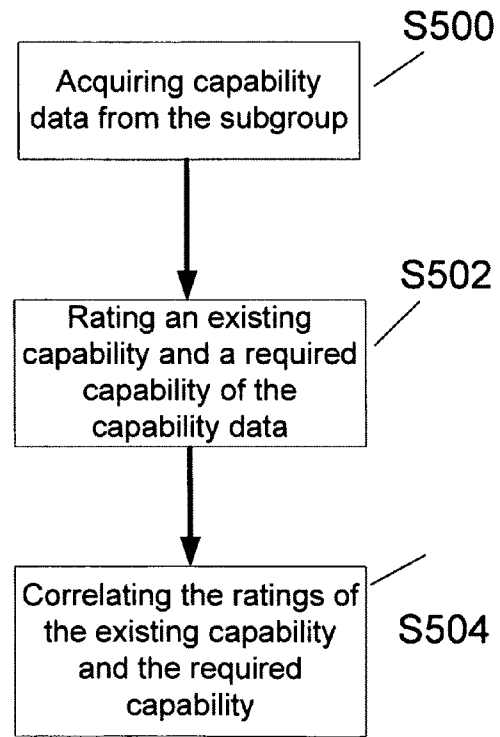 S500
Acquiring capability
data from the subgroup
S502
Rating an existing
capability and a required
capability of the
capability data
Correlating the ratings of
the existing capability
and the required
capability
S504